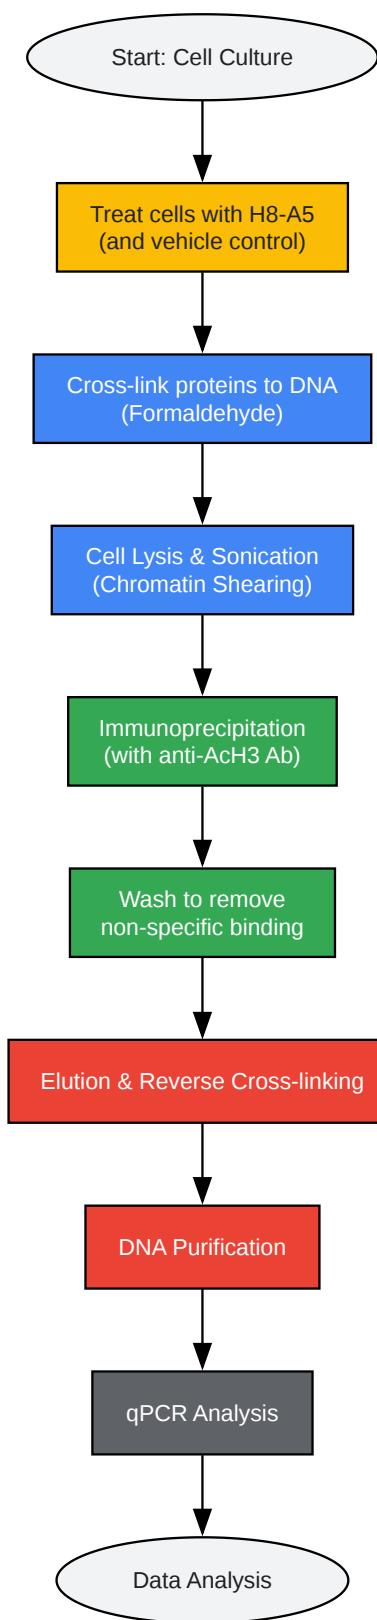 Start: Cell Culture
Treat cells with H8-A5
(and vehicle control)
Cross-link proteins to DNA
(Formaldehyde)
Cell Lysis & Sonication
(Chromatin Shearing)
Immunoprecipitation
(with anti-AcH3 Ab)
Wash to remove
non-specific binding
Elution & Reverse Cross-linking
DNA Purification
qPCR Analysis
Data Analysis